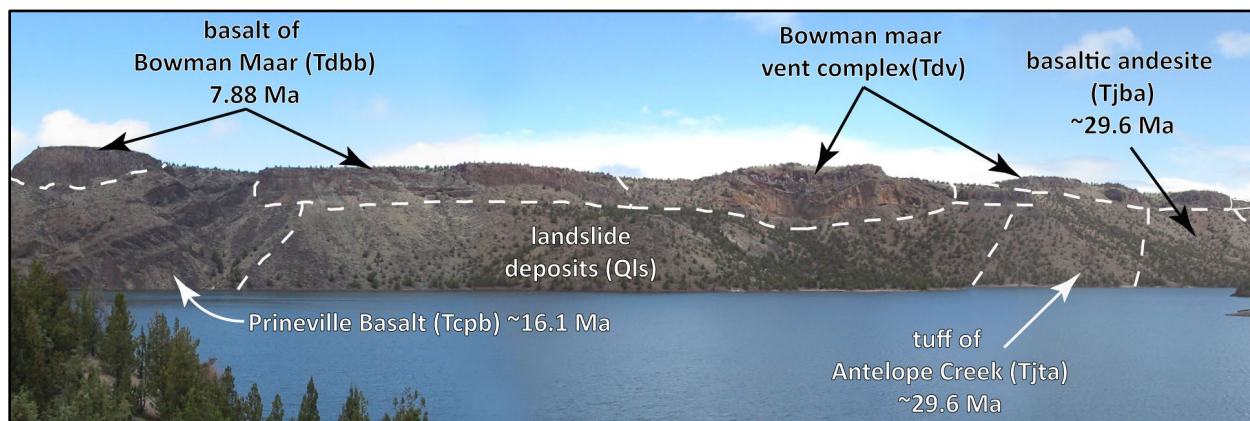 basalt of
Bowman Maar (Tdbb)
7.88 Ma
Bowman maar
vent complex(Tdv)
basaltic andesite
(Tjba)
~29.6 Ma
landslide
deposits (Qls)
Prineville Basalt (Tcpb) ~16.1 Ma
tuff of
Antelope Creek (Tjta)
~29.6 Ma